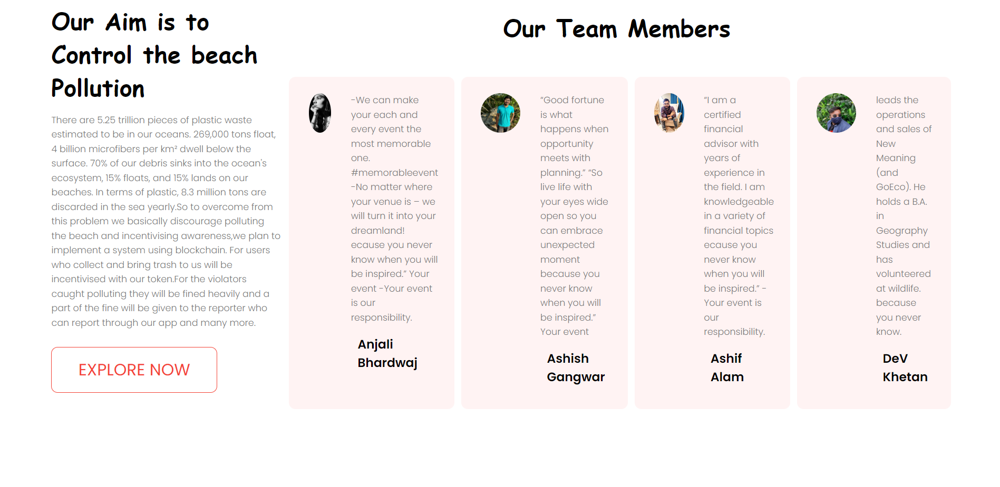 Our Aim is to
Control the beach
Pollution
There are 5.25 trillion pieces of plastic waste
estimated to be in our oceans. 269,000 tons float,
4 billion microfibers per km² dwell below the
surface. 70% of our debris sinks into the ocean's
ecosystem, 15% floats, and 15% lands on our
beaches. In terms of plastic, 8.3 million tons are
discarded in the sea yearly.So to overcome from
this problem we basically discourage polluting
the beach and incentivising awareness,we plan to
implement a system using blockchain. For users
who collect and bring trash to us will be
incentivised with our token.For the violators
caught polluting they will be fined heavily and a
part of the fine will be given to the reporter who
can report through our app and many more.
EXPLORE NOW
Our Team Members
-We can make
your each and
every event the
most memorable
one.
#memorableevent
-No matter where
your venue is – we
will turn it into your
dreamland!
ecause you never
know when you will
be inspired.” Your
event -Your event
is our
responsibility.
Anjali
Bhardwaj
“Good fortune
is what
happens when
opportunity
meets with
planning.” “So
live life with
your eyes wide
open so you
can embrace
unexpected
moment
because you
never know
when you will
be inspired.”
Your event
Ashish
Gangwar
“I am a
certified
financial
advisor with
years of
experience in
the field. I am
knowledgeable
in a variety of
financial topics
ecause you
never know
when you will
be inspired.” -
Your event is
our
responsibility.
Ashif
Alam
leads the
operations
and sales of
New
Meaning
(and
GoEco). He
holds a B.A.
in
Geography
Studies and
has
volunteered
at wildlife.
because
you never
know.
DeV
Khetan